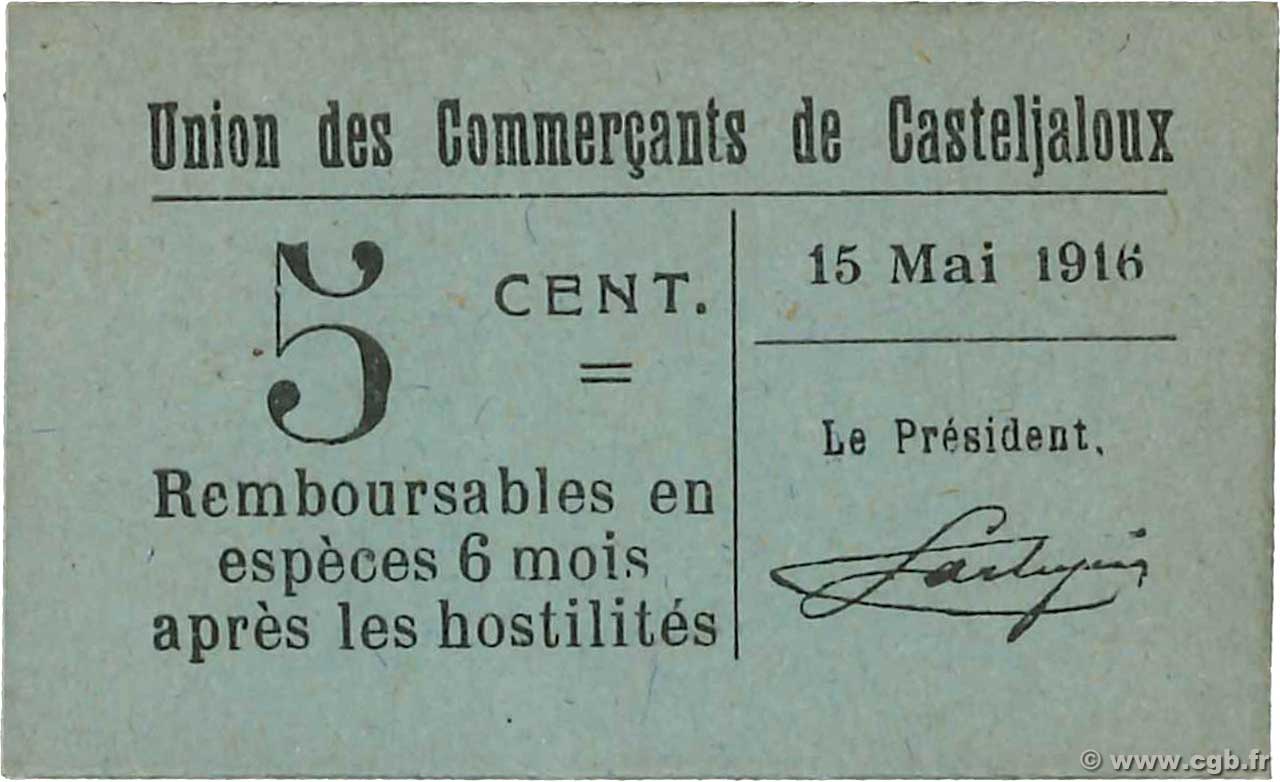 Union des Commerçants de Casteljaloux
5 CENT.
=
Remboursables en
espèces 6 mois
après les hostilités
15 Mai 1916
Le Président,
© www.cgb.fr